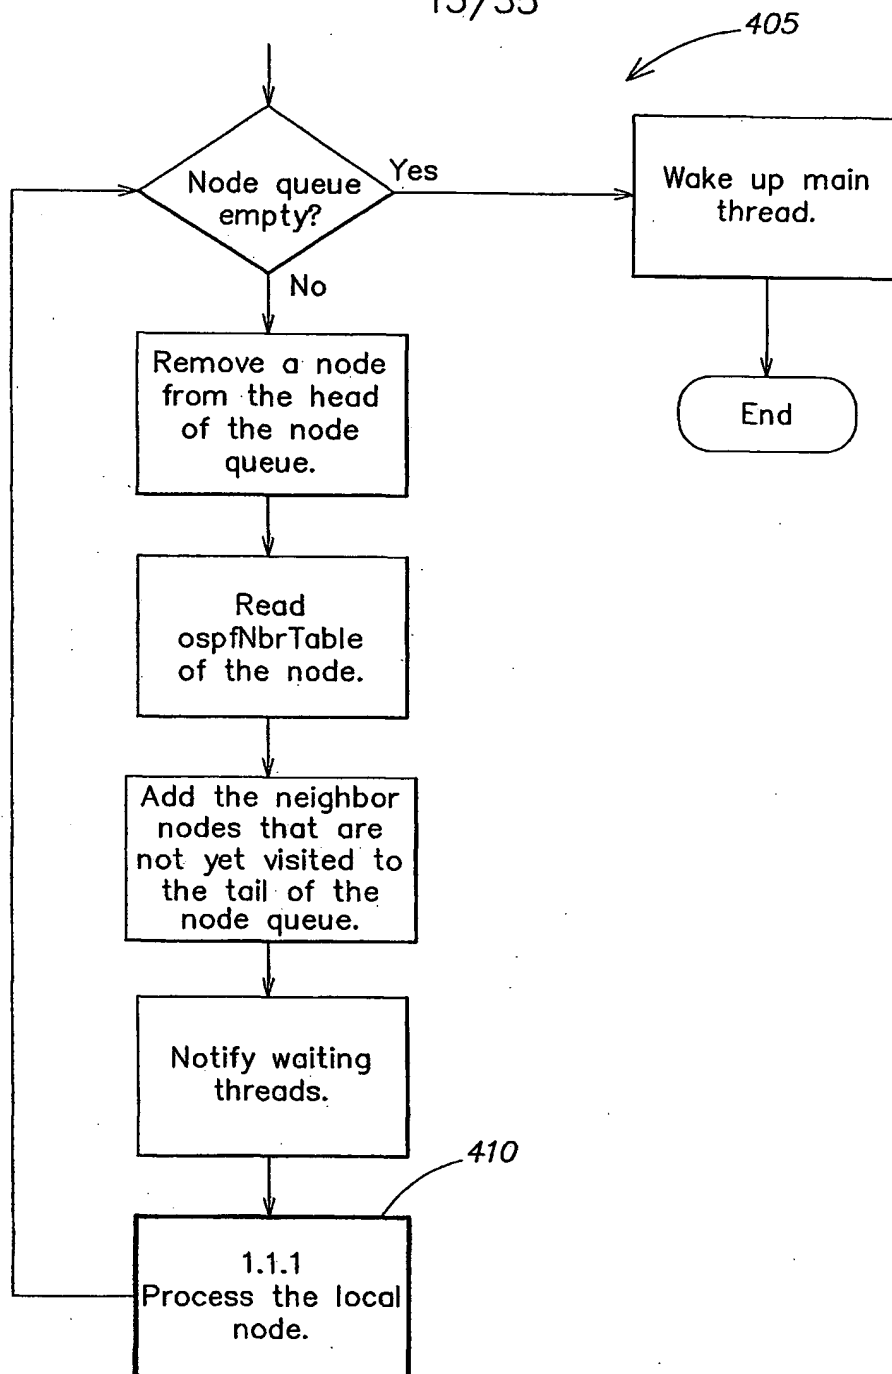 15/35
405
Node queue
empty?
Yes
Wake up main
thread.
No
End
Remove a node
from the head
of the node
queue.
Read
ospfNbrTable
of the node.
Add the neighbor
nodes that are
not yet visited to
the tail of the
node queue.
Notify waiting
threads.
410
1.1.1
Process the local
node.